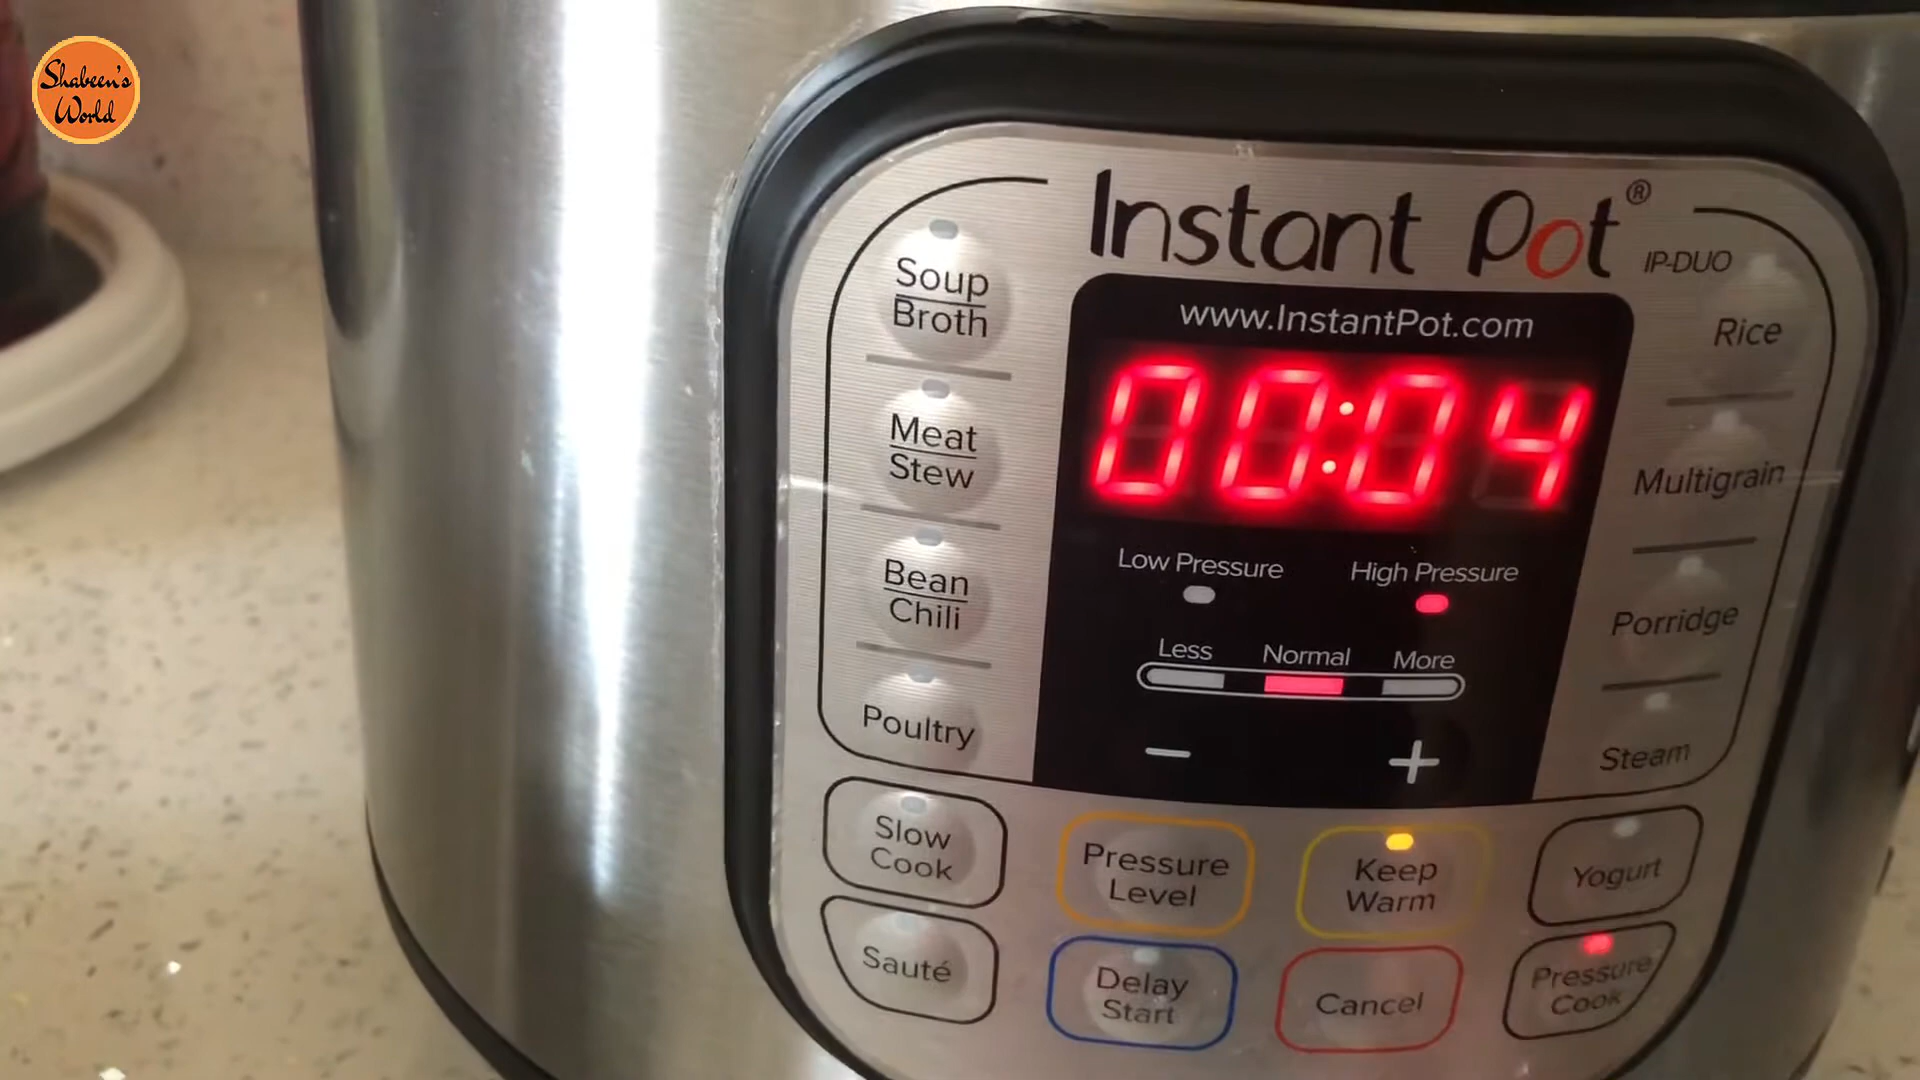 Shabeen's
World
Instant Pot®
IP-DUO
www.InstantPot.com
00:04
Low Pressure
High Pressure
Less
Normal
More
−
+
Soup
Broth
Meat
Stew
Bean
Chili
Poultry
Rice
Multigrain
Porridge
Steam
Slow
Cook
Pressure
Level
Keep
Warm
Yogurt
Sauté
Delay
Start
Cancel
Pressure
Cook